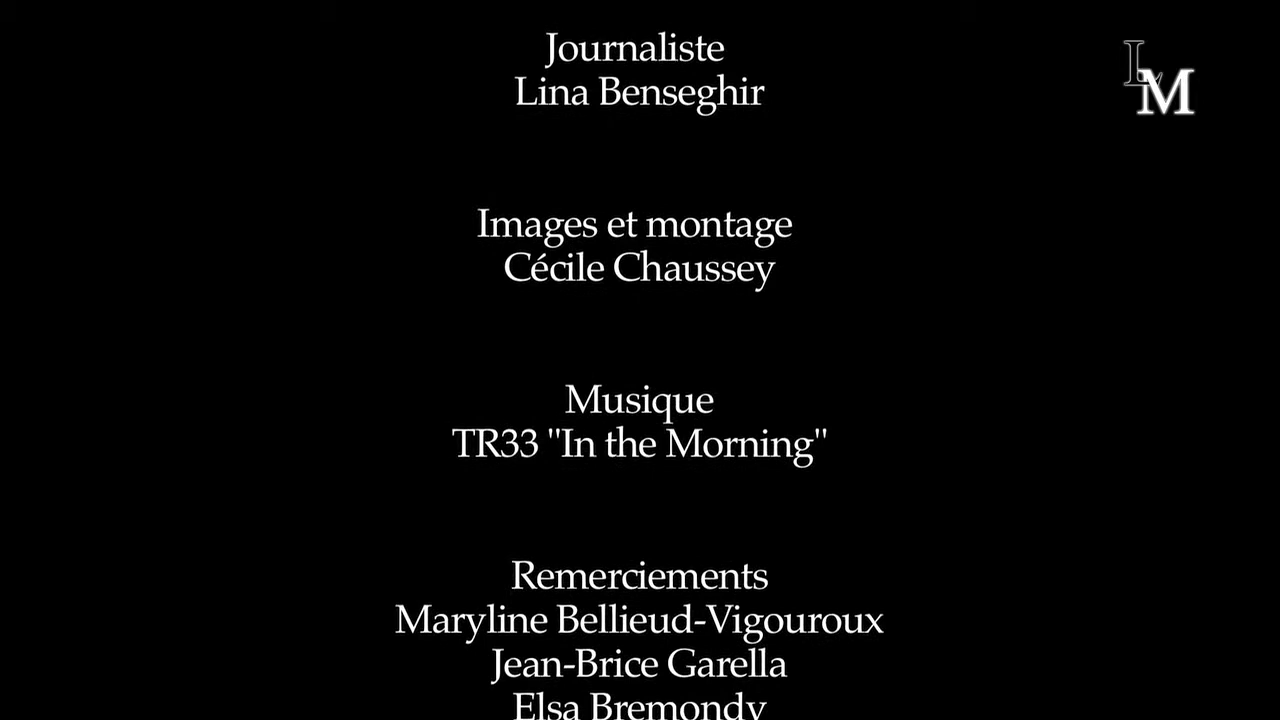 Journaliste
Lina Benseghir
LM
Images et montage
Cécile Chaussey
Musique
TR33 "In the Morning"
Remerciements
Maryline Bellieud-Vigouroux
Jean-Brice Garella
Elsa Bremondy